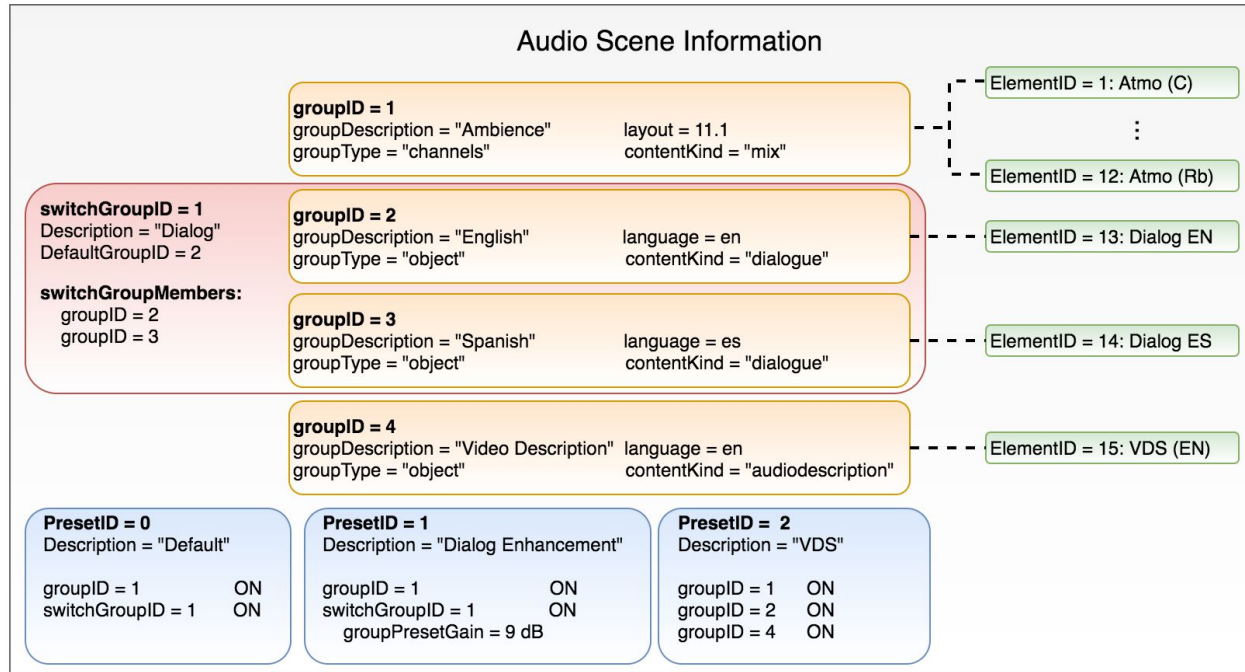 Audio Scene Information
groupID = 1
groupDescription = "Ambience" layout = 11.1
groupType = "channels" contentKind = "mix"
ElementID = 1: Atmo (C)
⋮
ElementID = 12: Atmo (Rb)
switchGroupID = 1
Description = "Dialog"
DefaultGroupID = 2
switchGroupMembers:
groupID = 2
groupID = 3
groupID = 2
groupDescription = "English" language = en
groupType = "object" contentKind = "dialogue"
ElementID = 13: Dialog EN
groupID = 3
groupDescription = "Spanish" language = es
groupType = "object" contentKind = "dialogue"
ElementID = 14: Dialog ES
groupID = 4
groupDescription = "Video Description" language = en
groupType = "object" contentKind = "audiodescription"
ElementID = 15: VDS (EN)
PresetID = 0
Description = "Default"
groupID = 1 ON
switchGroupID = 1 ON
PresetID = 1
Description = "Dialog Enhancement"
groupID = 1 ON
switchGroupID = 1 ON
groupPresetGain = 9 dB
PresetID = 2
Description = "VDS"
groupID = 1 ON
groupID = 2 ON
groupID = 4 ON